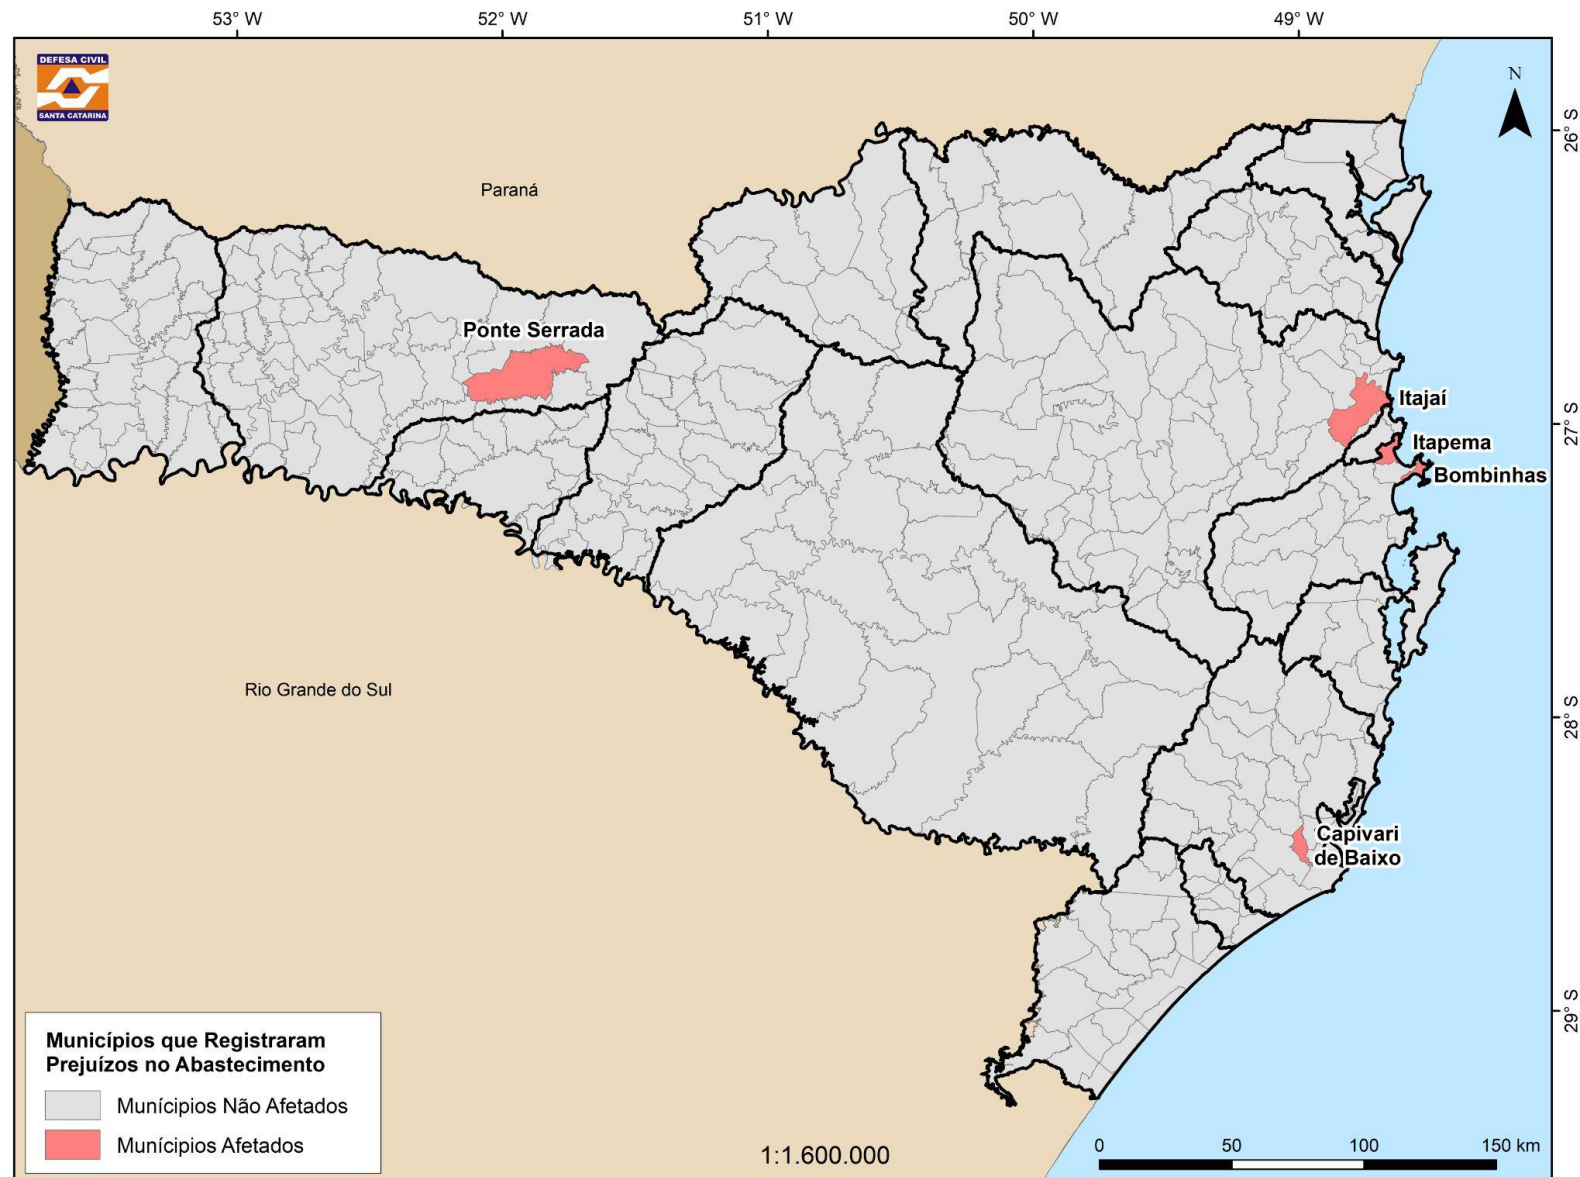 53° W
52° W
51° W
50° W
49° W
DEFESA CIVIL
SANTA CATARINA
N
26° S
Paraná
Ponte Serrada
Itajaí
27° S
Itapema
Bombinhas
Rio Grande do Sul
28° S
Capivari
de Baixo
29° S
Municípios que Registraram
Prejuízos no Abastecimento
Munícipios Não Afetados
Munícipios Afetados
1:1.600.000
0 50 100 150 km